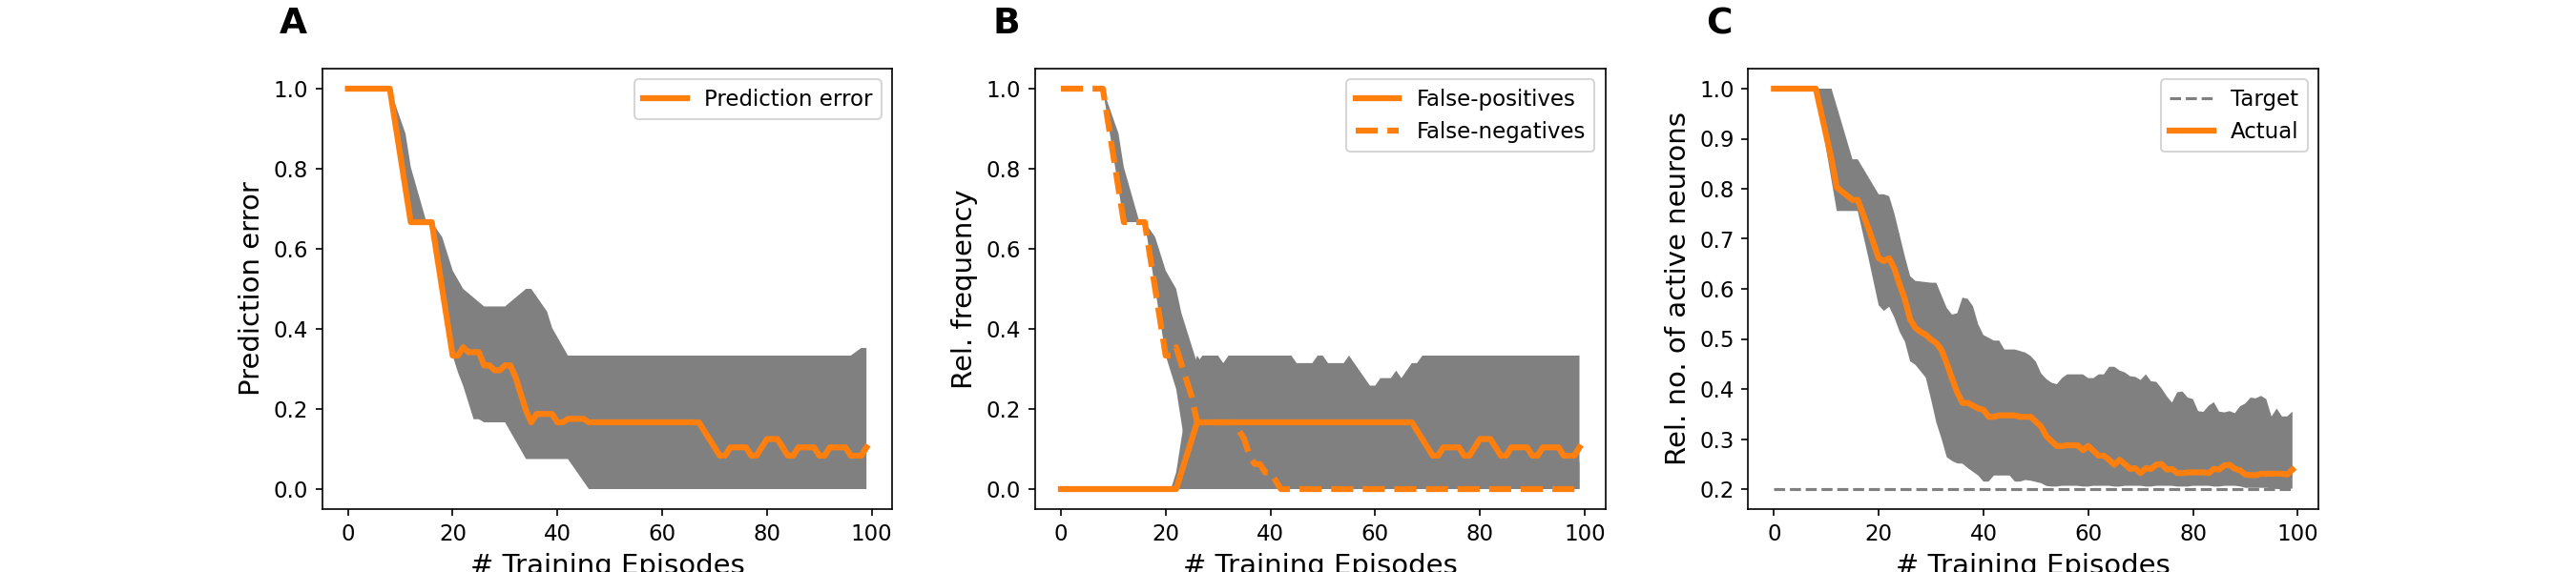 A
B
C
Prediction error
1.0
0.8
0.6
0.4
0.2
0.0
0 20 40 60 80 100
# Training Episodes
Prediction error
Rel. frequency
1.0
0.8
0.6
0.4
0.2
0.0
0 20 40 60 80 100
# Training Episodes
False-positives
False-negatives
Rel. no. of active neurons
1.0
0.9
0.8
0.7
0.6
0.5
0.4
0.3
0.2
0 20 40 60 80 100
# Training Episodes
Target
Actual